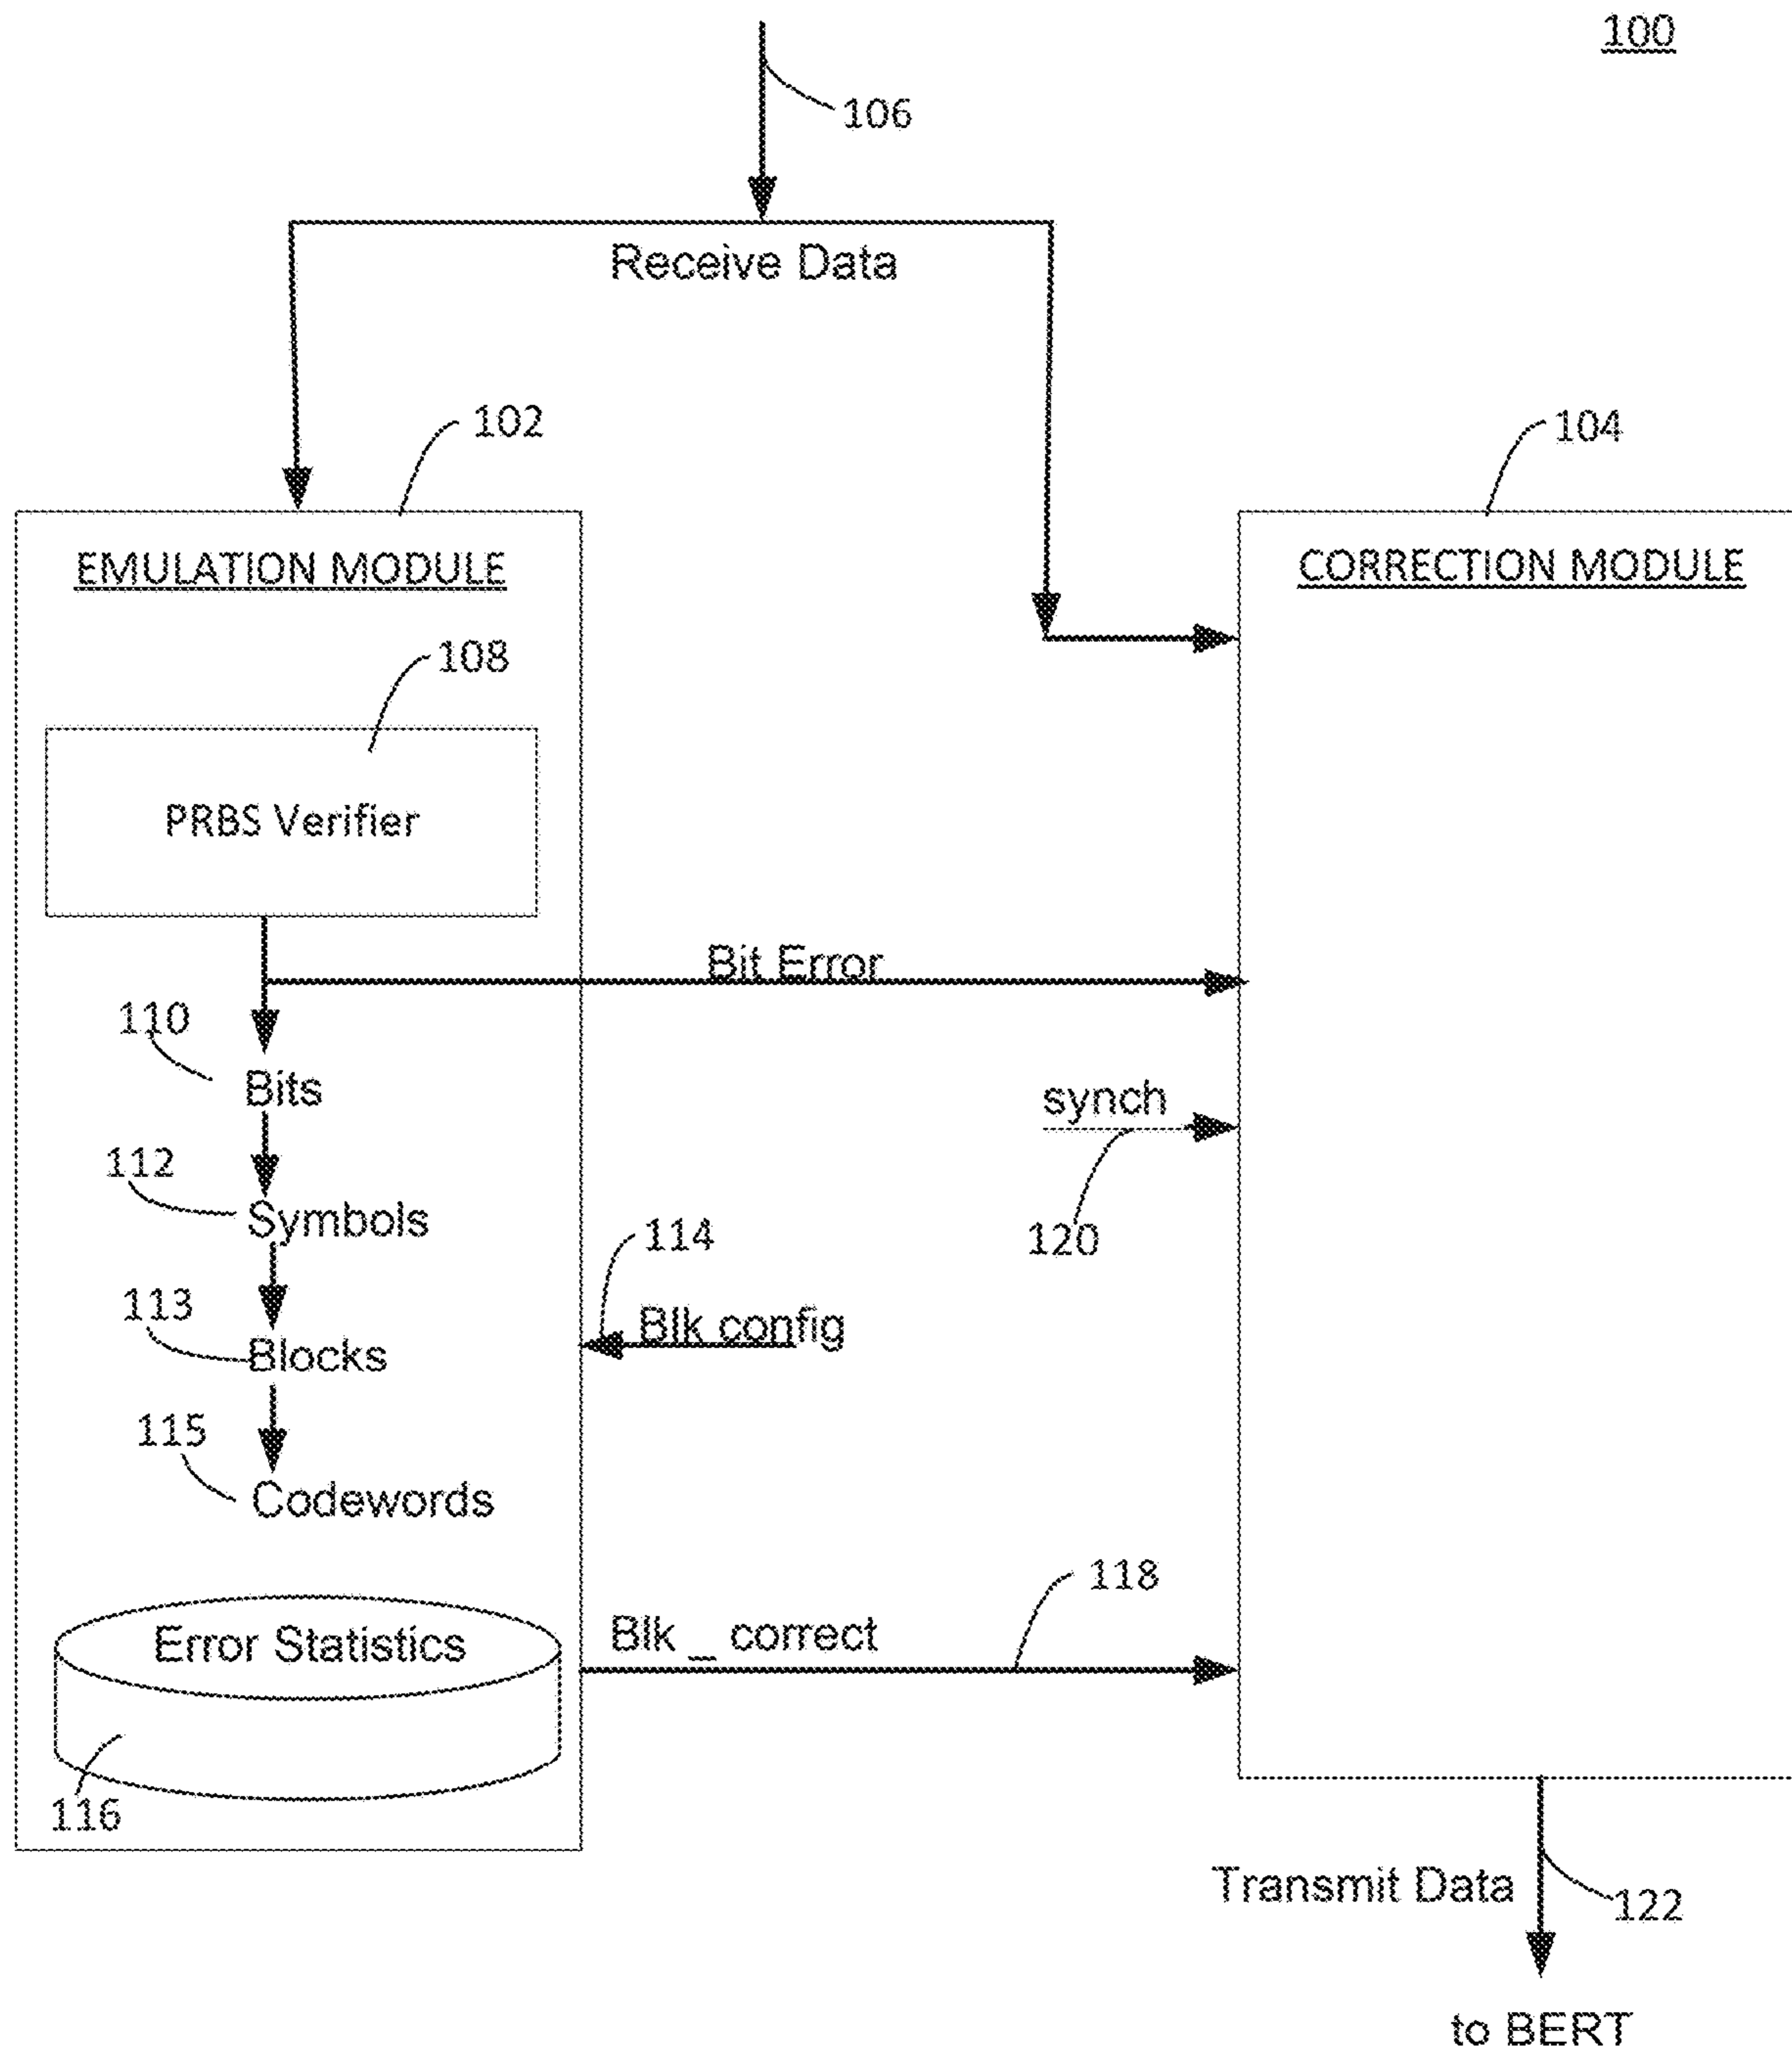 100
106
Receive Data
102
104
EMULATION MODULE
CORRECTION MODULE
108
PRBS Verifier
Bit Error
110
Bits
synch
112
Symbols
120
114
113
Blk config
Blocks
115
Codewords
118
Error Statistics
Blk _ correct
116
Transmit Data
122
to BERT